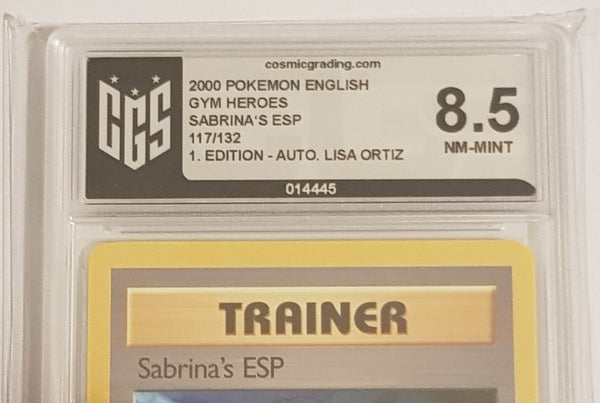 cosmicgrading.com
CGS
2000 POKEMON ENGLISH
GYM HEROES
SABRINA'S ESP
117/132
1. EDITION - AUTO. LISA ORTIZ
8.5
NM-MINT
014445
TRAINER
Sabrina's ESP